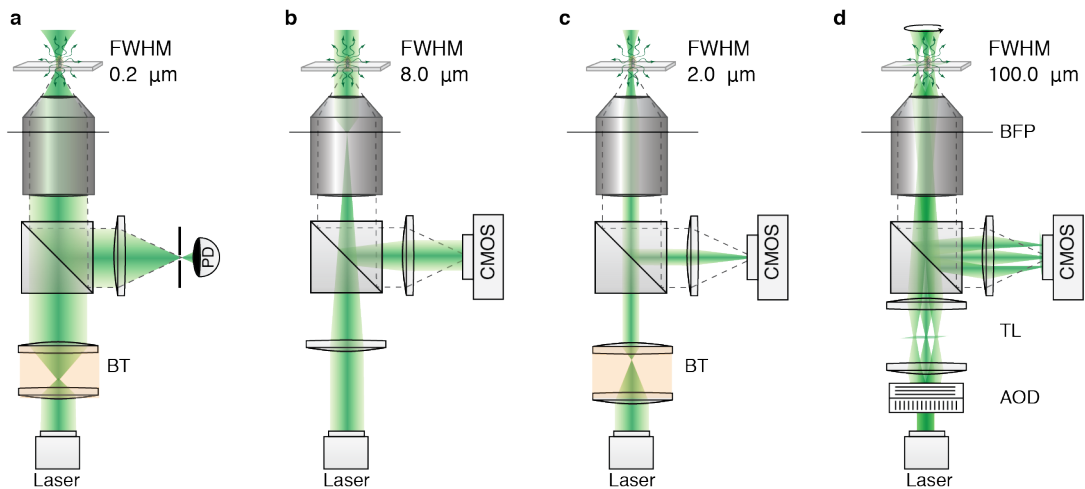 a
FWHM
0.2 μm
PD
BT
Laser
b
FWHM
8.0 μm
CMOS
Laser
c
FWHM
2.0 μm
CMOS
BT
Laser
d
FWHM
100.0 μm
BFP
CMOS
TL
AOD
Laser